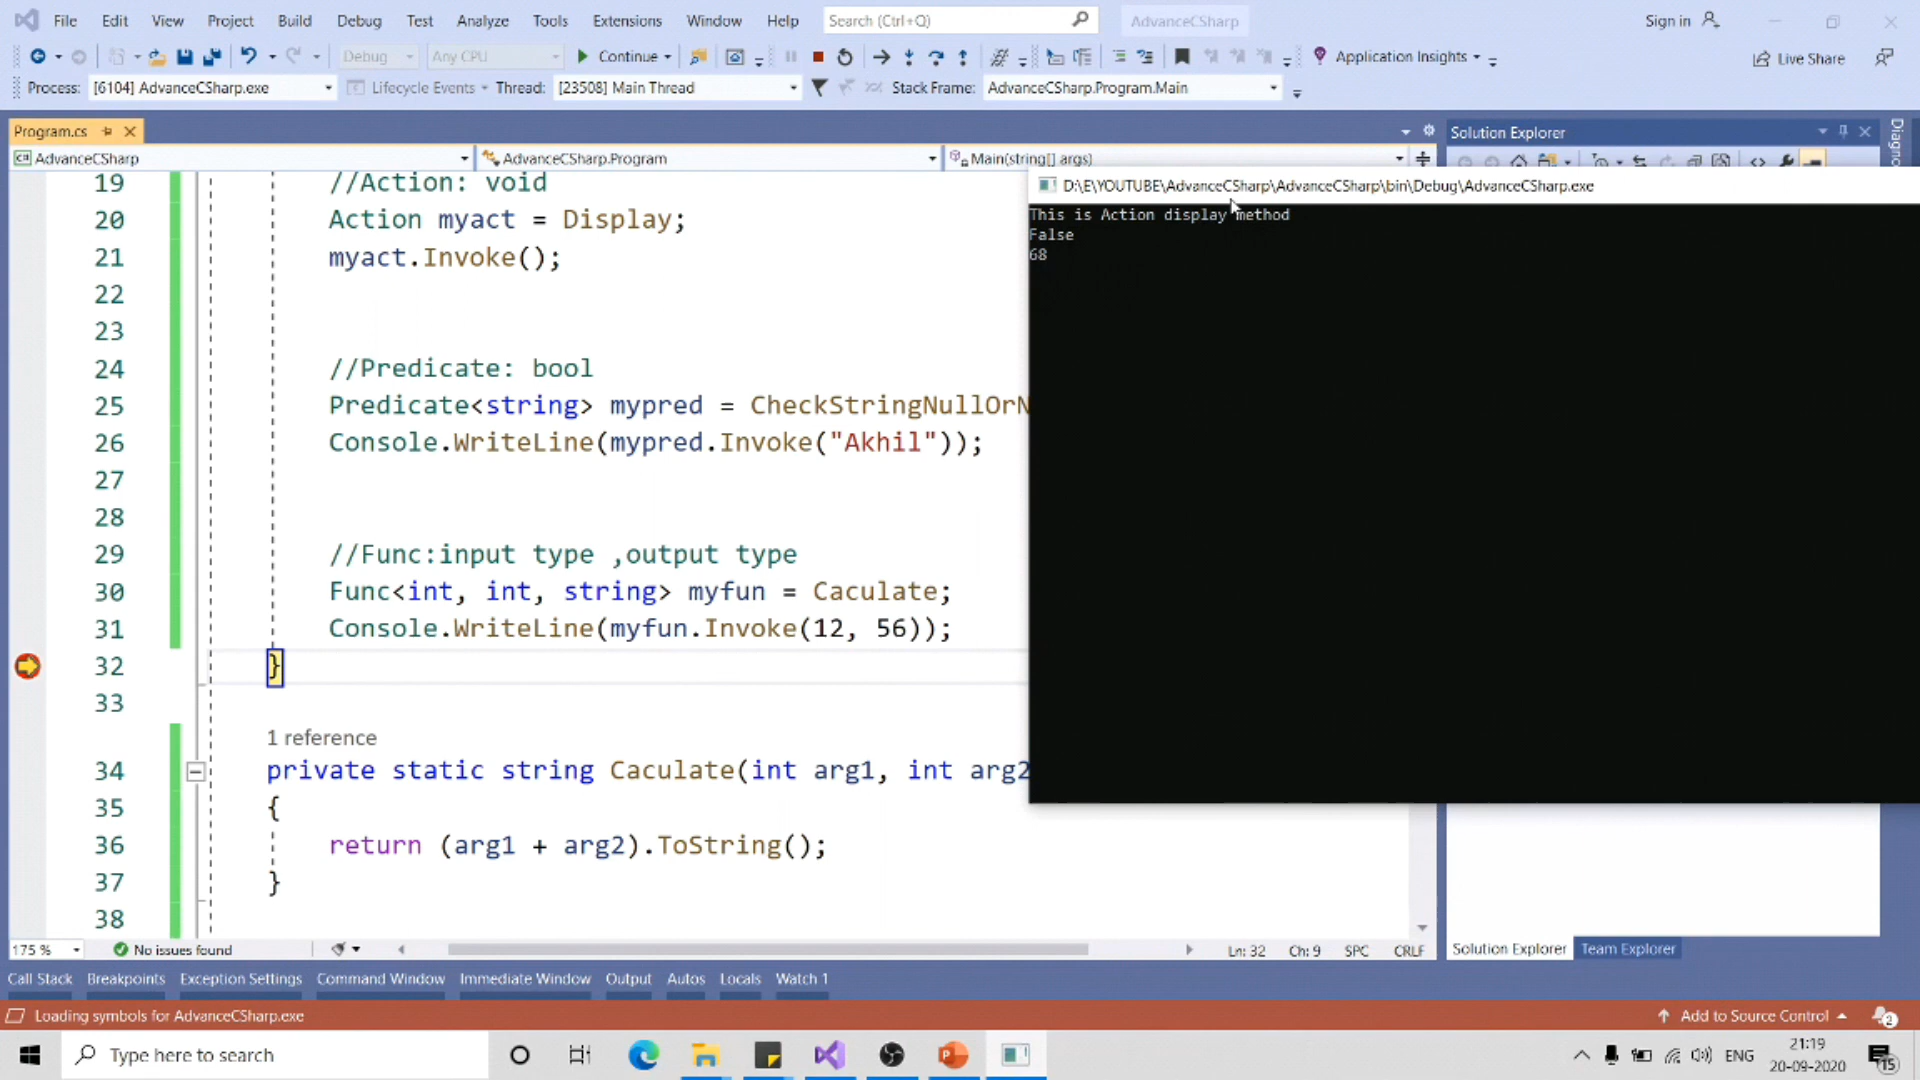 File Edit View Project Build Debug Test Analyze Tools Extensions Window Help Search (Ctrl+Q) AdvanceCSharp Sign in
Debug Any CPU Continue Application Insights Live Share
Process: [6104] AdvanceCSharp.exe Lifecycle Events Thread: [23508] Main Thread Stack Frame: AdvanceCSharp.Program.Main
Program.cs Solution Explorer
AdvanceCSharp AdvanceCSharp.Program Main(string[] args)
D:\E\YOUTUBE\AdvanceCSharp\AdvanceCSharp\bin\Debug\AdvanceCSharp.exe
This is Action display method
False
68
19 //Action: void
20 Action myact = Display;
21 myact.Invoke();
22
23
24 //Predicate: bool
25 Predicate<string> mypred = CheckStringNullOrN
26 Console.WriteLine(mypred.Invoke("Akhil"));
27
28
29 //Func:input type ,output type
30 Func<int, int, string> myfun = Caculate;
31 Console.WriteLine(myfun.Invoke(12, 56));
32 }
33
1 reference
34 private static string Caculate(int arg1, int arg2
35 {
36 return (arg1 + arg2).ToString();
37 }
38
175 % No issues found Ln: 32 Ch: 9 SPC CRLF Solution Explorer Team Explorer
Call Stack Breakpoints Exception Settings Command Window Immediate Window Output Autos Locals Watch 1
Loading symbols for AdvanceCSharp.exe Add to Source Control 2
Type here to search ENG 21:19
20-09-2020 15